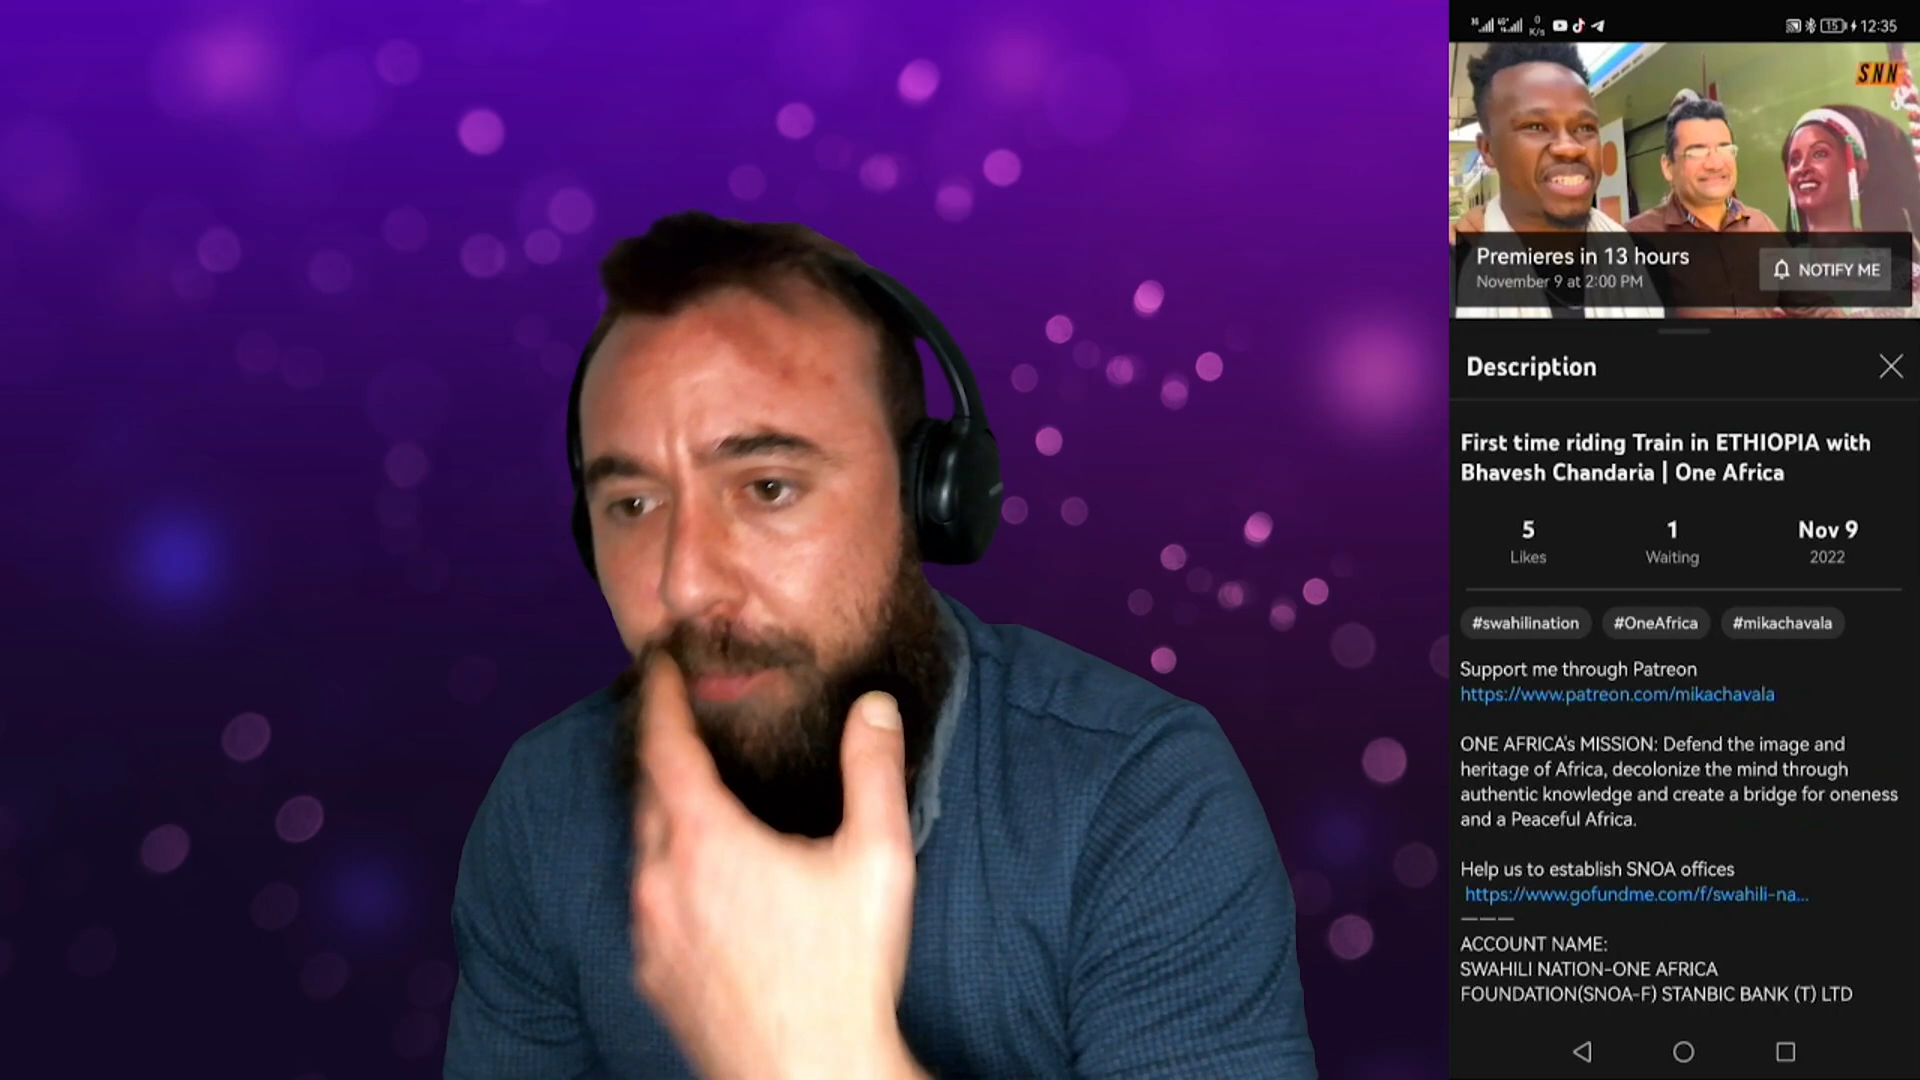 0
K/s
15
12:35
SNN
Premieres in 13 hours
November 9 at 2:00 PM
NOTIFY ME
Description
First time riding Train in ETHIOPIA with
Bhavesh Chandaria | One Africa
5
Likes
1
Waiting
Nov 9
2022
#swahilination
#OneAfrica
#mikachavala
Support me through Patreon
https://www.patreon.com/mikachavala
ONE AFRICA's MISSION: Defend the image and
heritage of Africa, decolonize the mind through
authentic knowledge and create a bridge for oneness
and a Peaceful Africa.
Help us to establish SNOA offices
https://www.gofundme.com/f/swahili-na...
———
ACCOUNT NAME:
SWAHILI NATION-ONE AFRICA
FOUNDATION(SNOA-F) STANBIC BANK (T) LTD